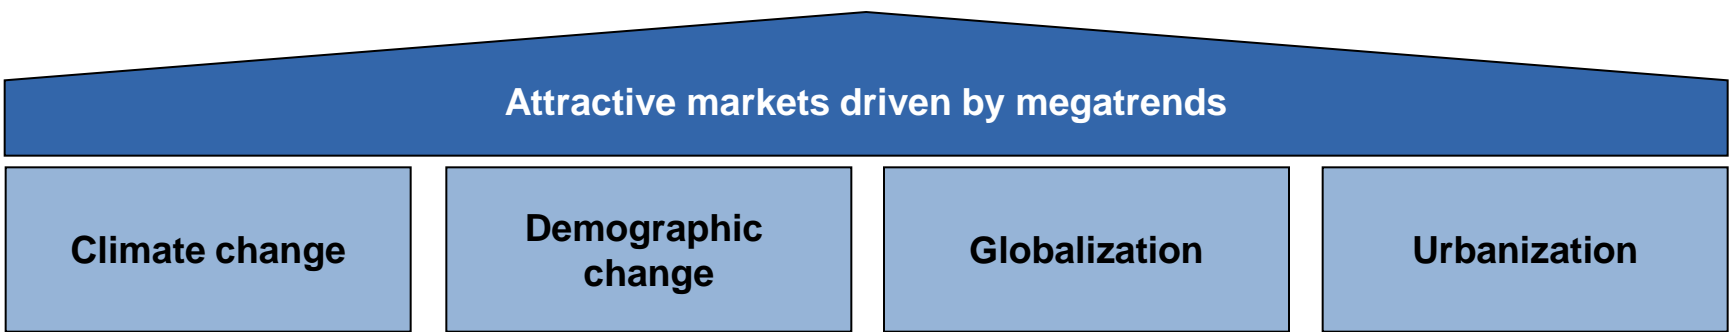 Attractive markets driven by megatrends
Climate change
Demographic
change
Globalization
Urbanization